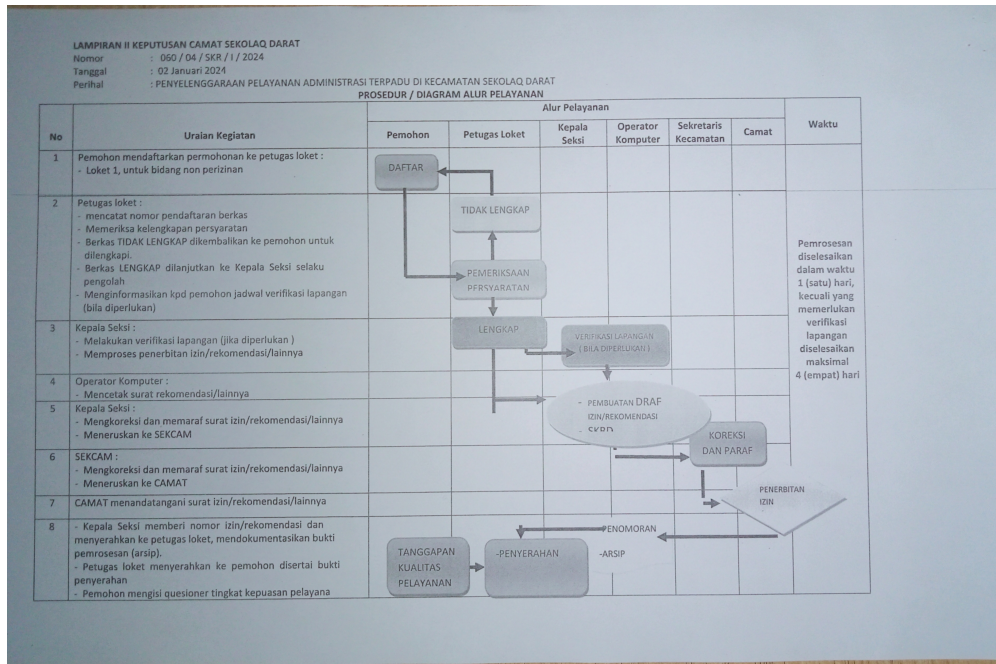 LAMPIRAN II KEPUTUSAN CAMAT SEKOLAQ DARAT
Nomor : 060 / 04 / SKR / I / 2024
Tanggal : 02 Januari 2024
Perihal : PENYELENGGARAAN PELAYANAN ADMINISTRASI TERPADU DI KECAMATAN SEKOLAQ DARAT
PROSEDUR / DIAGRAM ALUR PELAYANAN
No
Uraian Kegiatan
Alur Pelayanan
Pemohon
Petugas Loket
Kepala
Seksi
Operator
Komputer
Sekretaris
Kecamatan
Camat
Waktu
1
Pemohon mendaftarkan permohonan ke petugas loket :
- Loket 1, untuk bidang non perizinan
DAFTAR
2
Petugas loket :
- mencatat nomor pendaftaran berkas
- Memeriksa kelengkapan persyaratan
- Berkas TIDAK LENGKAP dikembalikan ke pemohon untuk
dilengkapi.
- Berkas LENGKAP dilanjutkan ke Kepala Seksi selaku
pengolah
- Menginformasikan kpd pemohon jadwal verifikasi lapangan
(bila diperlukan)
TIDAK LENGKAP
PEMERIKSAAN
PERSYARATAN
3
Kepala Seksi :
- Melakukan verifikasi lapangan (jika diperlukan )
- Memproses penerbitan izin/rekomendasi/lainnya
LENGKAP
VERIFIKASI LAPANGAN
( BILA DIPERLUKAN )
4
Operator Komputer :
- Mencetak surat rekomendasi/lainnya
5
Kepala Seksi :
- Mengkoreksi dan memaraf surat izin/rekomendasi/lainnya
- Meneruskan ke SEKCAM
- PEMBUATAN DRAF
IZIN/REKOMENDASI
KOREKSI
DAN PARAF
6
SEKCAM :
- Mengkoreksi dan memaraf surat izin/rekomendasi/lainnya
- Meneruskan ke CAMAT
7
CAMAT menandatangani surat izin/rekomendasi/lainnya
PENERBITAN
IZIN
8
- Kepala Seksi memberi nomor izin/rekomendasi dan
menyerahkan ke petugas loket, mendokumentasikan bukti
pemrosesan (arsip).
- Petugas loket menyerahkan ke pemohon disertai bukti
penyerahan
- Pemohon mengisi quesioner tingkat kepuasan pelayana
TANGGAPAN
KUALITAS
PELAYANAN
-PENYERAHAN
PENOMORAN
-ARSIP
Pemrosesan
diselesaikan
dalam waktu
1 (satu) hari,
kecuali yang
memerlukan
verifikasi
lapangan
diselesaikan
maksimal
4 (empat) hari